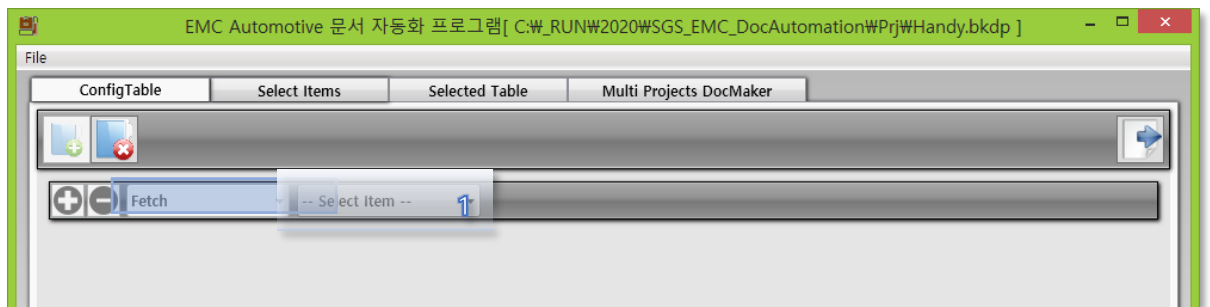 EMC Automotive 문서 자동화 프로그램[ C:₩_RUN₩2020₩SGS_EMC_DocAutomation₩Prj₩Handy.bkdp ]
File
ConfigTable Select Items Selected Table Multi Projects DocMaker
Fetch -- Select Item -- 1